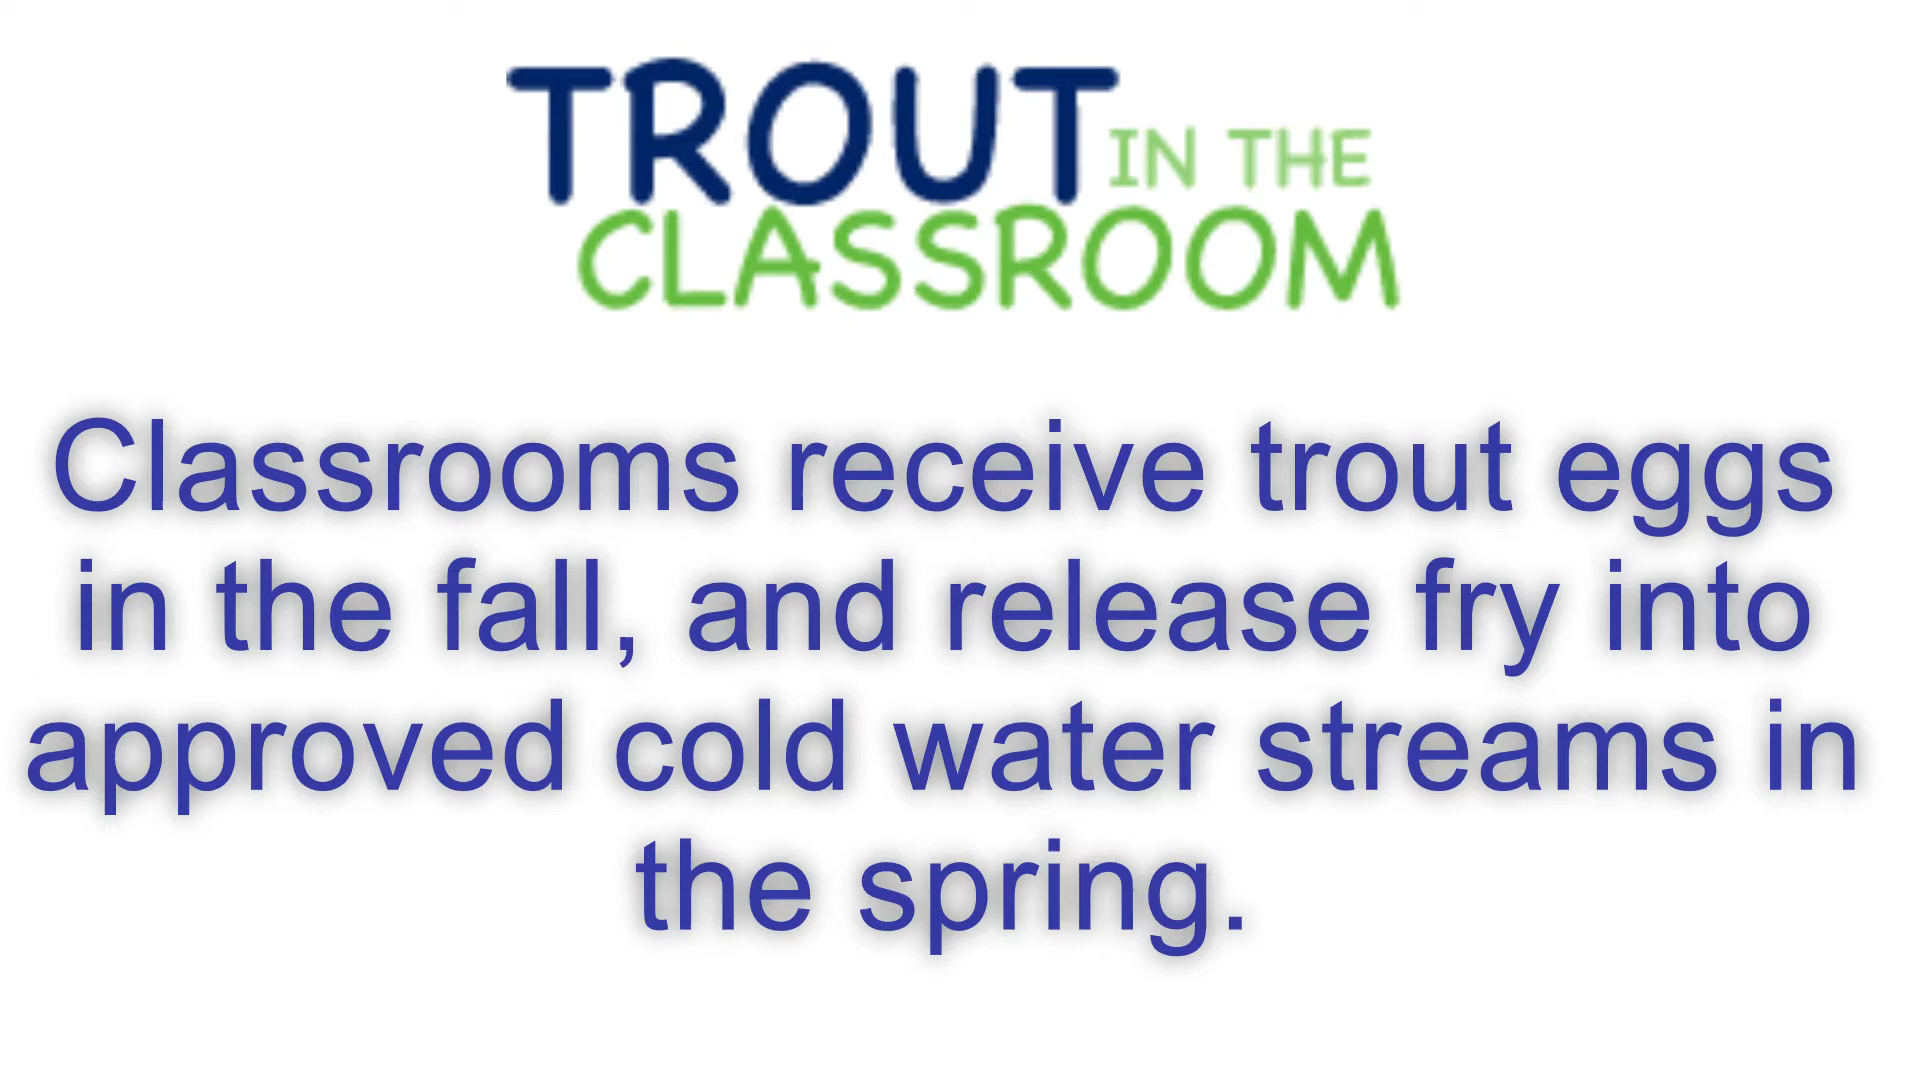 TROUT IN THE
CLASSROOM
Classrooms receive trout eggs
in the fall, and release fry into
approved cold water streams in
the spring.